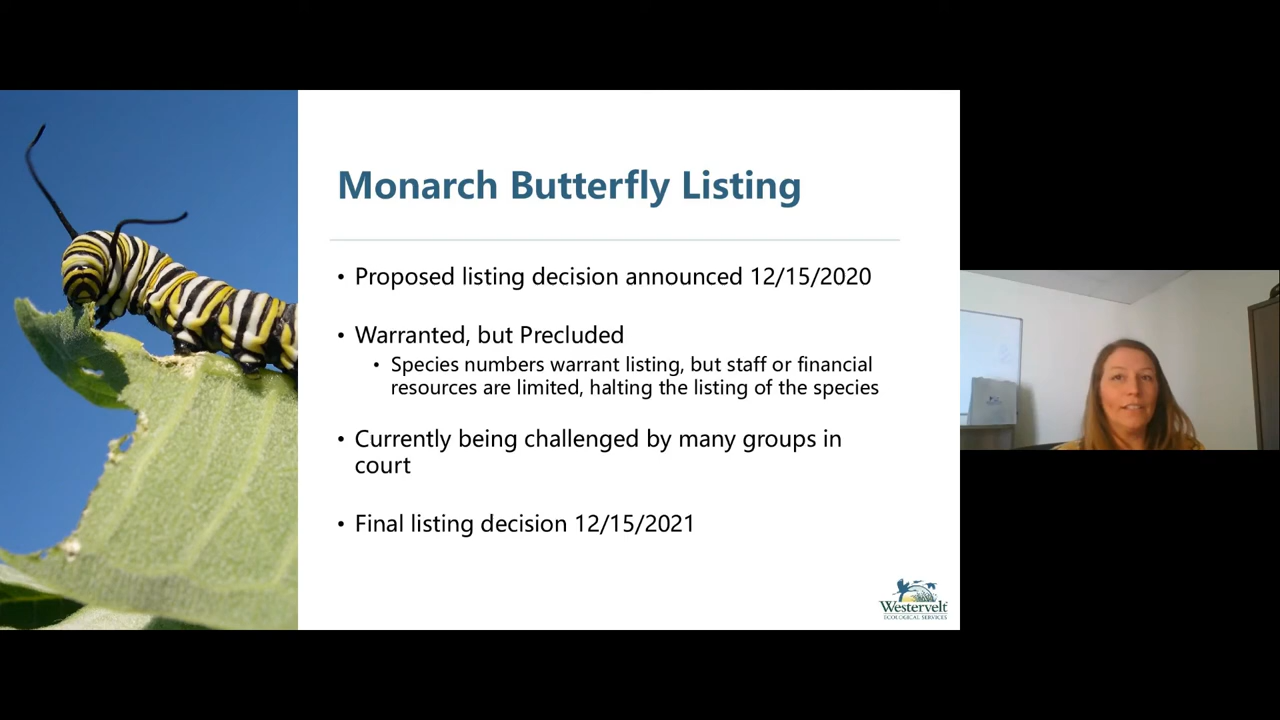 Monarch Butterfly Listing
• Proposed listing decision announced 12/15/2020
• Warranted, but Precluded
• Species numbers warrant listing, but staff or financial
resources are limited, halting the listing of the species
• Currently being challenged by many groups in
court
• Final listing decision 12/15/2021
Westervelt
ECOLOGICAL SERVICES